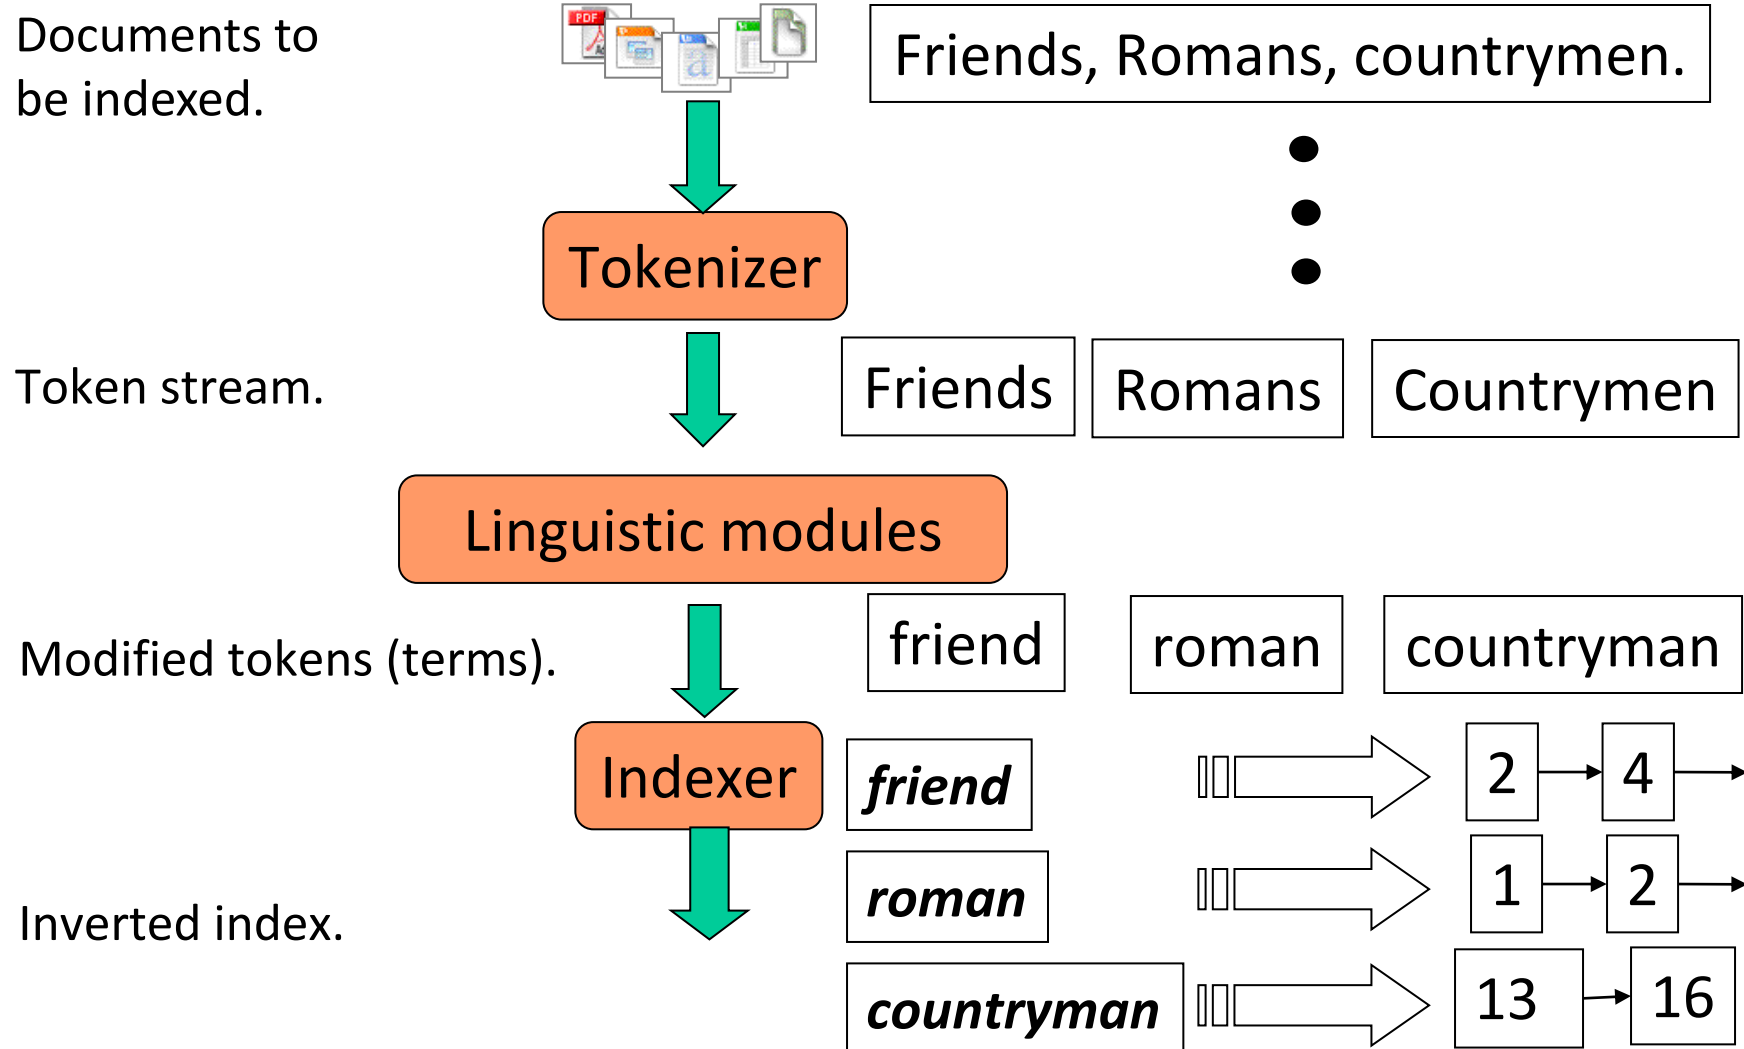 Documents to
be indexed.
PDF
Friends, Romans, countrymen.
Tokenizer
Token stream.
Friends
Romans
Countrymen
Linguistic modules
Modified tokens (terms).
friend
roman
countryman
Indexer
friend
2
4
roman
1
2
Inverted index.
countryman
13
16